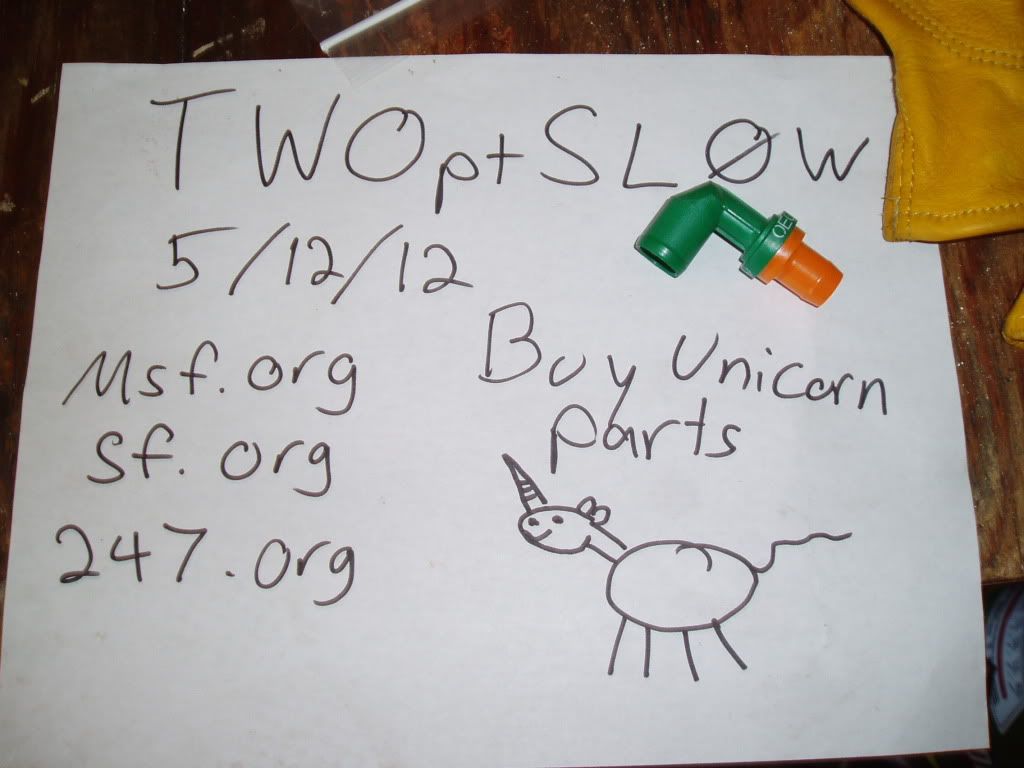 TWOptSLØW
5/12/12
Msf.org
Sf.org
247.org
Buy Unicorn
parts